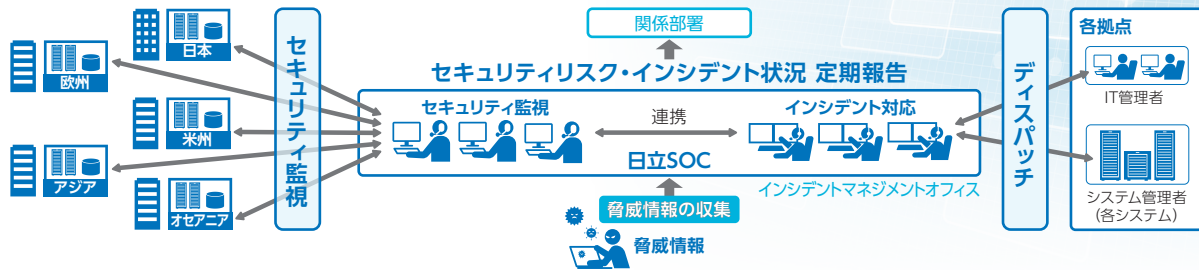 日本
欧州
米州
アジア
オセアニア
セキュリティ監視
関係部署
セキュリティリスク・インシデント状況 定期報告
セキュリティ監視
連携
インシデント対応
日立SOC
インシデントマネジメントオフィス
脅威情報の収集
脅威情報
ディスパッチ
各拠点
IT管理者
システム管理者
(各システム)